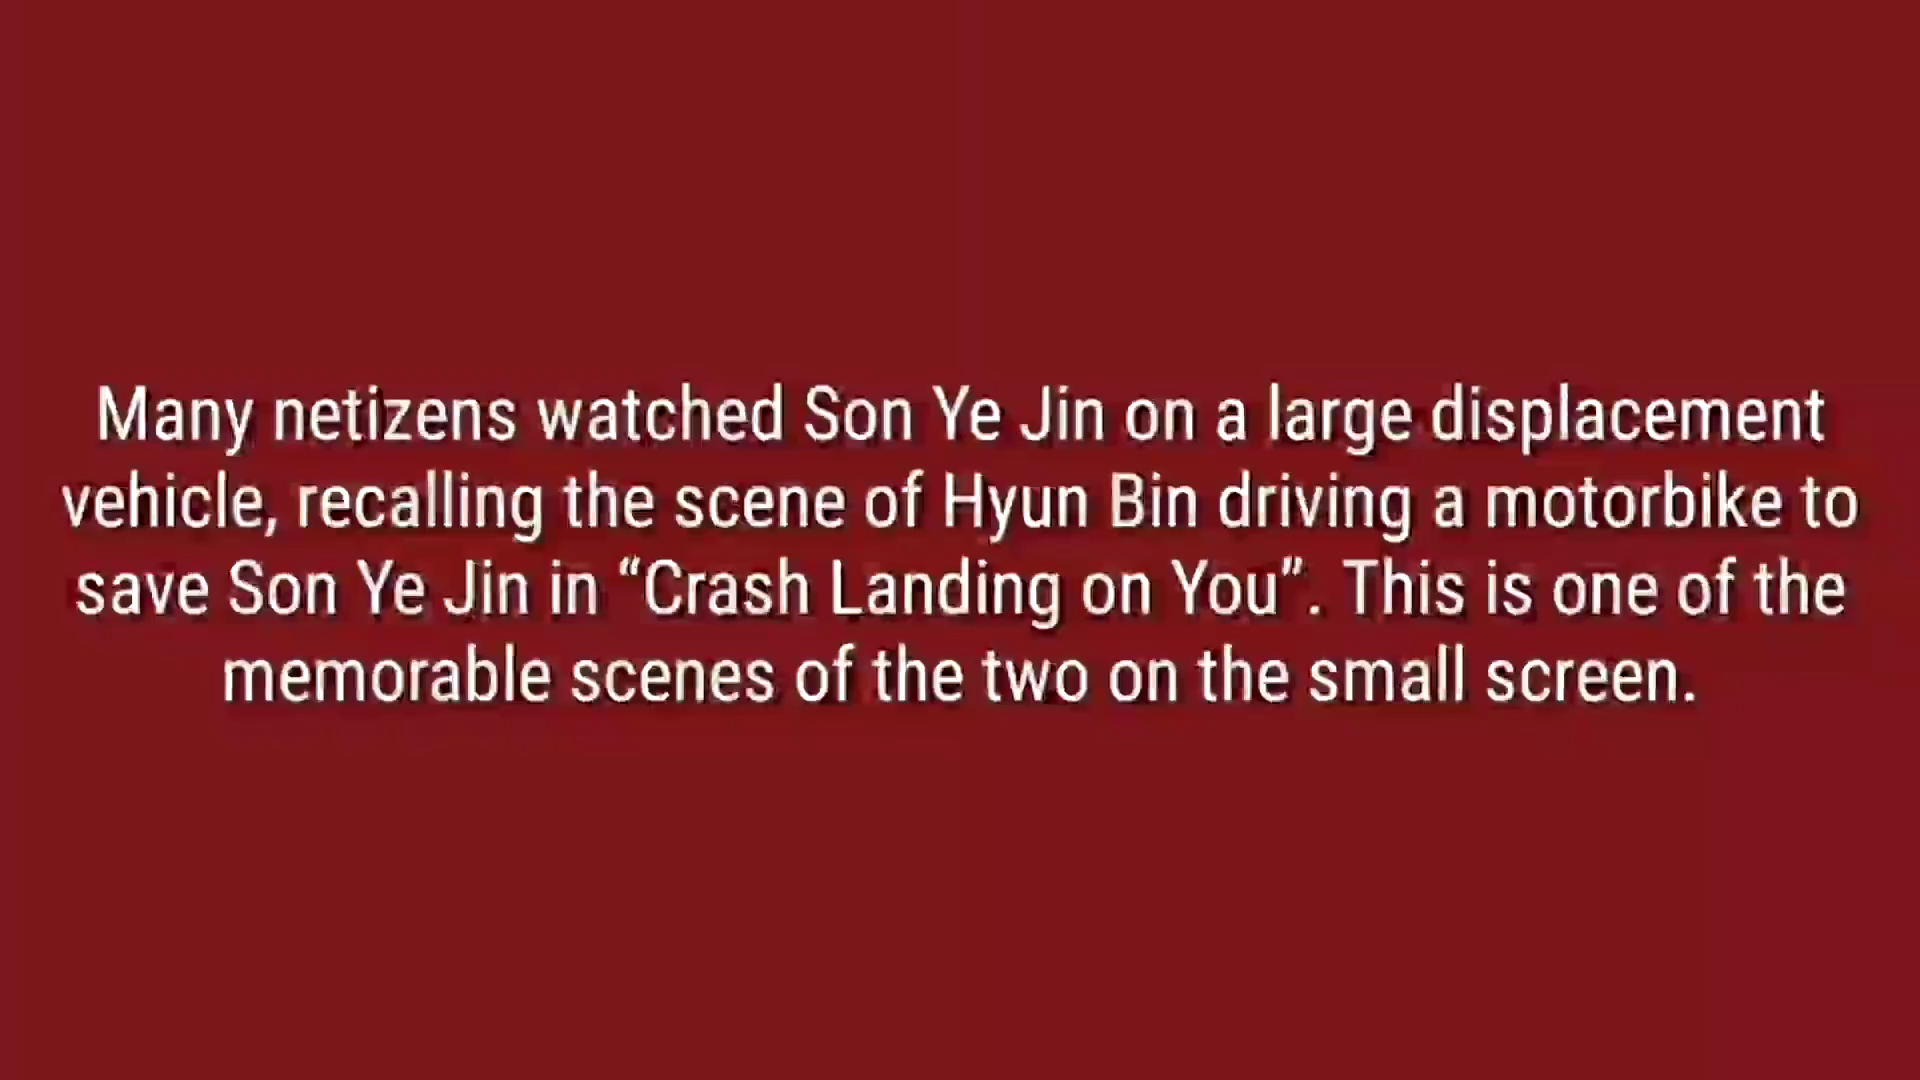 Many netizens watched Son Ye Jin on a large displacement
vehicle, recalling the scene of Hyun Bin driving a motorbike to
save Son Ye Jin in “Crash Landing on You”. This is one of the
memorable scenes of the two on the small screen.